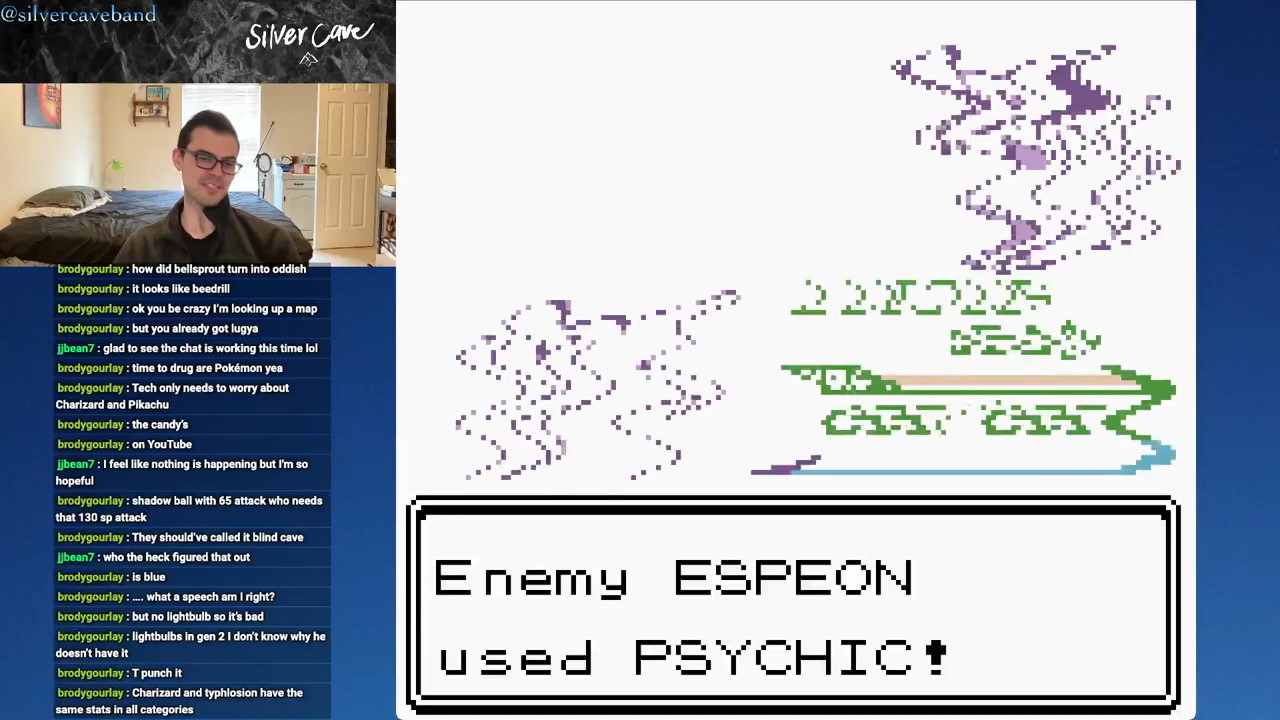 @silvercaveband
Silver Cave
brodygourlay : how did bellsprout turn into oddish
brodygourlay : it looks like beedrill
brodygourlay : ok you be crazy I'm looking up a map
brodygourlay : but you already got lugya
jjbean7 : glad to see the chat is working this time lol
brodygourlay : time to drug are Pokémon yea
brodygourlay : Tech only needs to worry about
Charizard and Pikachu
brodygourlay : the candy's
brodygourlay : on YouTube
jjbean7 : I feel like nothing is happening but I'm so
hopeful
brodygourlay : shadow ball with 65 attack who needs
that 130 sp attack
brodygourlay : They should've called it blind cave
jjbean7 : who the heck figured that out
brodygourlay : is blue
brodygourlay : .... what a speech am I right?
brodygourlay : but no lightbulb so it's bad
brodygourlay : lightbulbs in gen 2 I don't know why he
doesn't have it
brodygourlay : T punch it
brodygourlay : Charizard and typhlosion have the
same stats in all categories
Enemy ESPEON
used PSYCHIC!